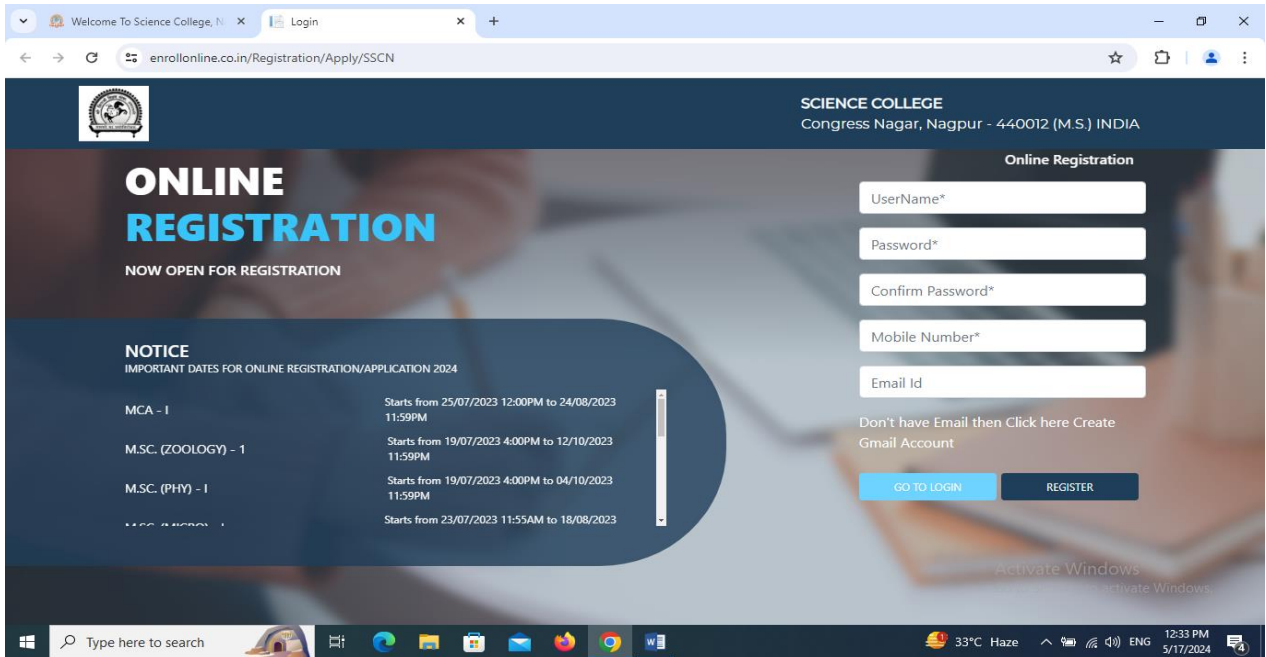 Welcome To Science College, N
Login
enrollonline.co.in/Registration/Apply/SSCN
SCIENCE COLLEGE
Congress Nagar, Nagpur - 440012 (M.S.) INDIA
ONLINE
REGISTRATION
NOW OPEN FOR REGISTRATION
NOTICE
IMPORTANT DATES FOR ONLINE REGISTRATION/APPLICATION 2024
MCA - I
Starts from 25/07/2023 12:00PM to 24/08/2023
11:59PM
M.SC. (ZOOLOGY) - 1
Starts from 19/07/2023 4:00PM to 12/10/2023
11:59PM
M.SC. (PHY) - I
Starts from 19/07/2023 4:00PM to 04/10/2023
11:59PM
M.SC. (MICRO) - I
Starts from 23/07/2023 11:55AM to 18/08/2023
Online Registration
UserName*
Password*
Confirm Password*
Mobile Number*
Email Id
Don't have Email then Click here Create
Gmail Account
GO TO LOGIN
REGISTER
Activate Windows
activate Windows.
Type here to search
33°C Haze
ENG
12:33 PM
5/17/2024
4